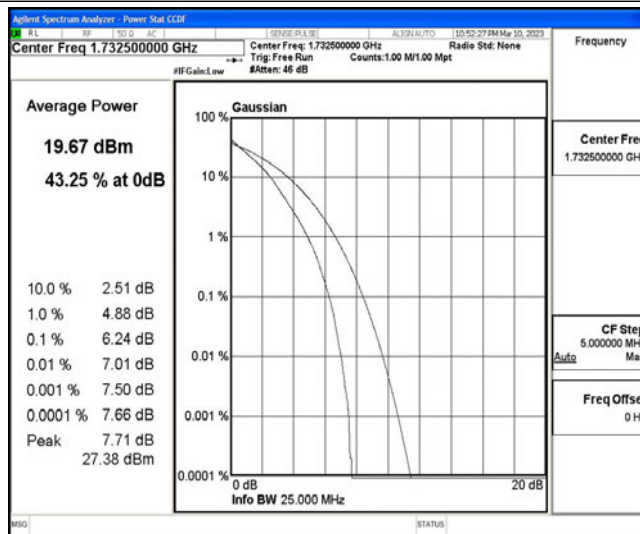 Agilent Spectrum Analyzer - Power Stat CCDF
RL RF 50 Ω AC SENSE:PULSE ALIGN AUTO 10:52:27 PM Mar 10, 2023
Center Freq 1.732500000 GHz
Center Freq: 1.732500000 GHz Radio Std: None
Trig: Free Run Counts:1.00 M/1.00 Mpt
#IFGain:Low #Atten: 46 dB
Frequency
Average Power
19.67 dBm
43.25 % at 0dB
10.0 % 2.51 dB
1.0 % 4.88 dB
0.1 % 6.24 dB
0.01 % 7.01 dB
0.001 % 7.50 dB
0.0001 % 7.66 dB
Peak 7.71 dB
27.38 dBm
Gaussian
100 %
10 %
1 %
0.1 %
0.01 %
0.001 %
0.0001 %
0 dB 20 dB
Info BW 25.000 MHz
Center Fre
1.732500000 GH
CF Step
5.000000 MH
Auto Ma
Freq Offse
0 H
MSG STATUS